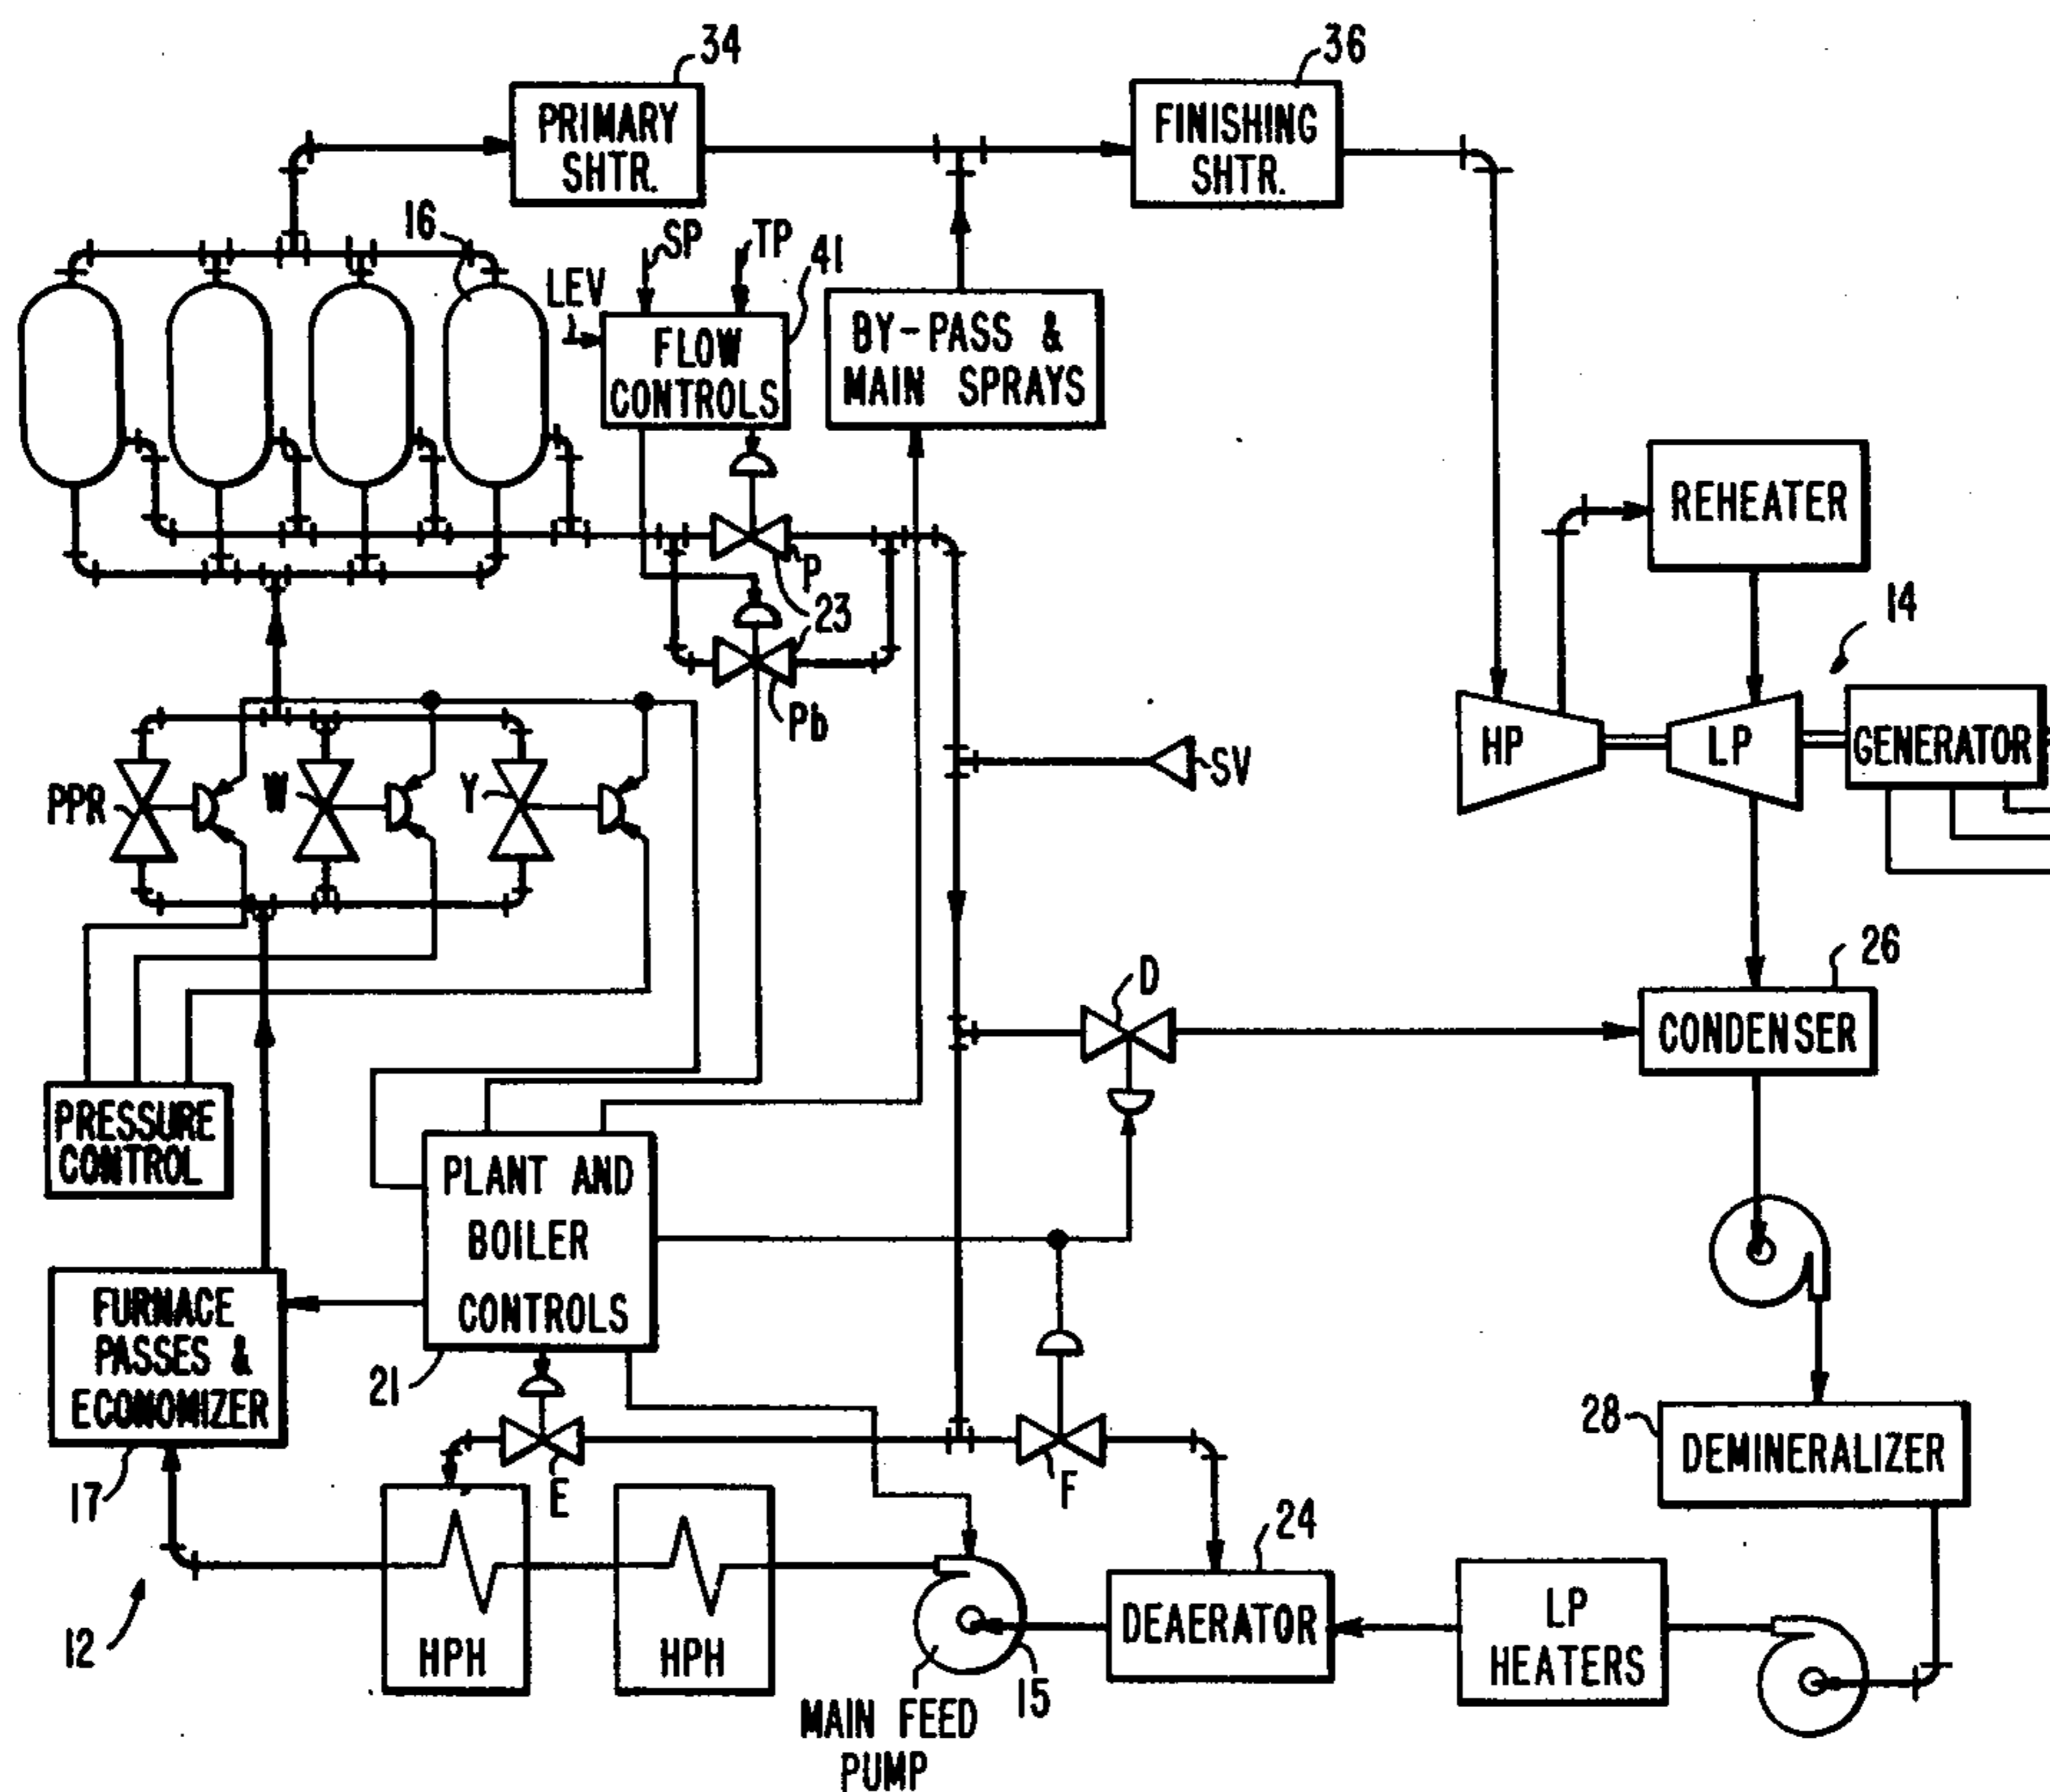 34
36
PRIMARY
SHTR.
FINISHING
SHTR.
16
SP
TP
41
LEV
FLOW
CONTROLS
BY-PASS &
MAIN SPRAYS
REHEATER
P
23
14
Pb
HP
LP
GENERATOR
PPR
W
Y
SV
D
26
CONDENSER
PRESSURE
CONTROL
PLANT AND
BOILER
CONTROLS
FURNACE
PASSES &
ECONOMIZER
21
28
DEMINERALIZER
17
E
F
24
HPH
HPH
DEAERATOR
LP
HEATERS
12
15
MAIN FEED
PUMP